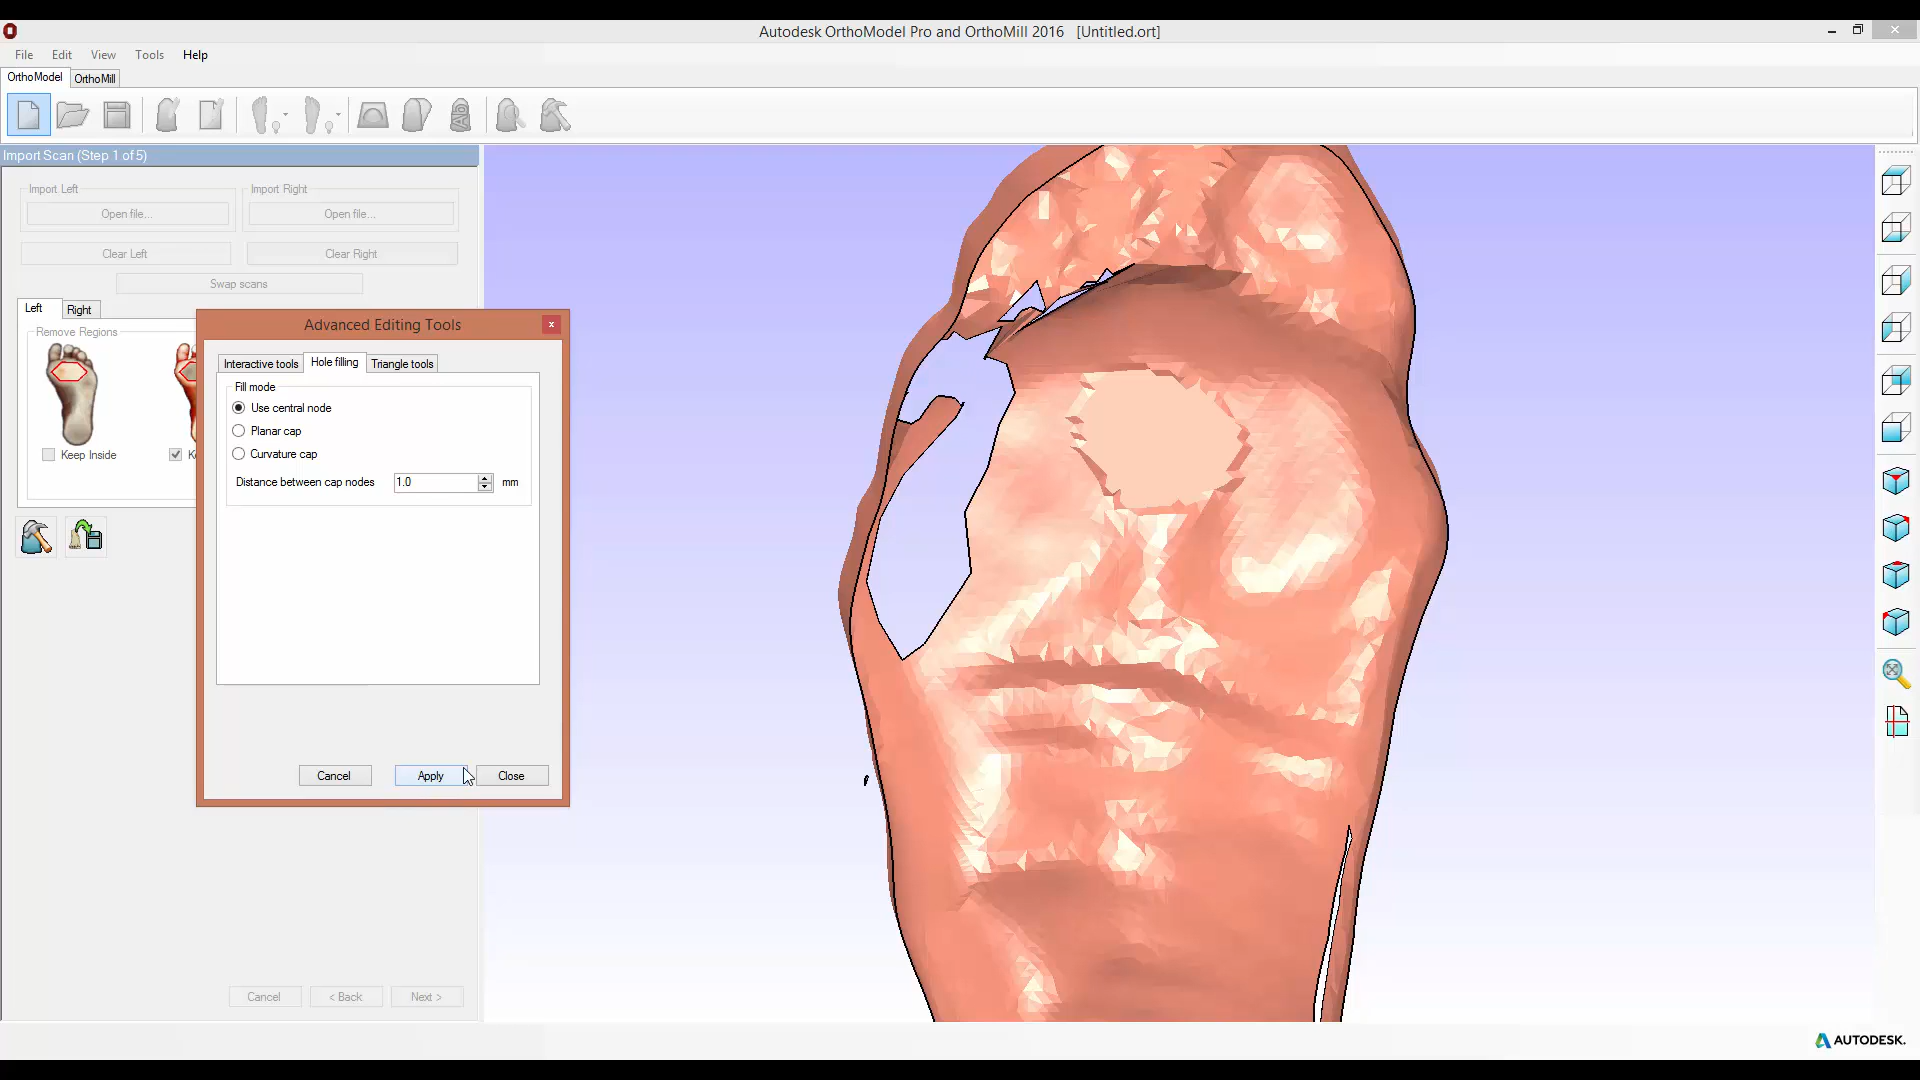 Autodesk OrthoModel Pro and OrthoMill 2016 [Untitled.ort]
File Edit View Tools Help
OrthoModel OrthoMill
Import Scan (Step 1 of 5)
Import Left Import Right
Open file... Open file...
Clear Left Clear Right
Swap scans
Left Right
Remove Regions
Keep Inside
Advanced Editing Tools
Interactive tools Hole filling Triangle tools
Fill mode
Use central node
Planar cap
Curvature cap
Distance between cap nodes 1.0 mm
Cancel Apply Close
Cancel < Back Next >
AUTODESK.